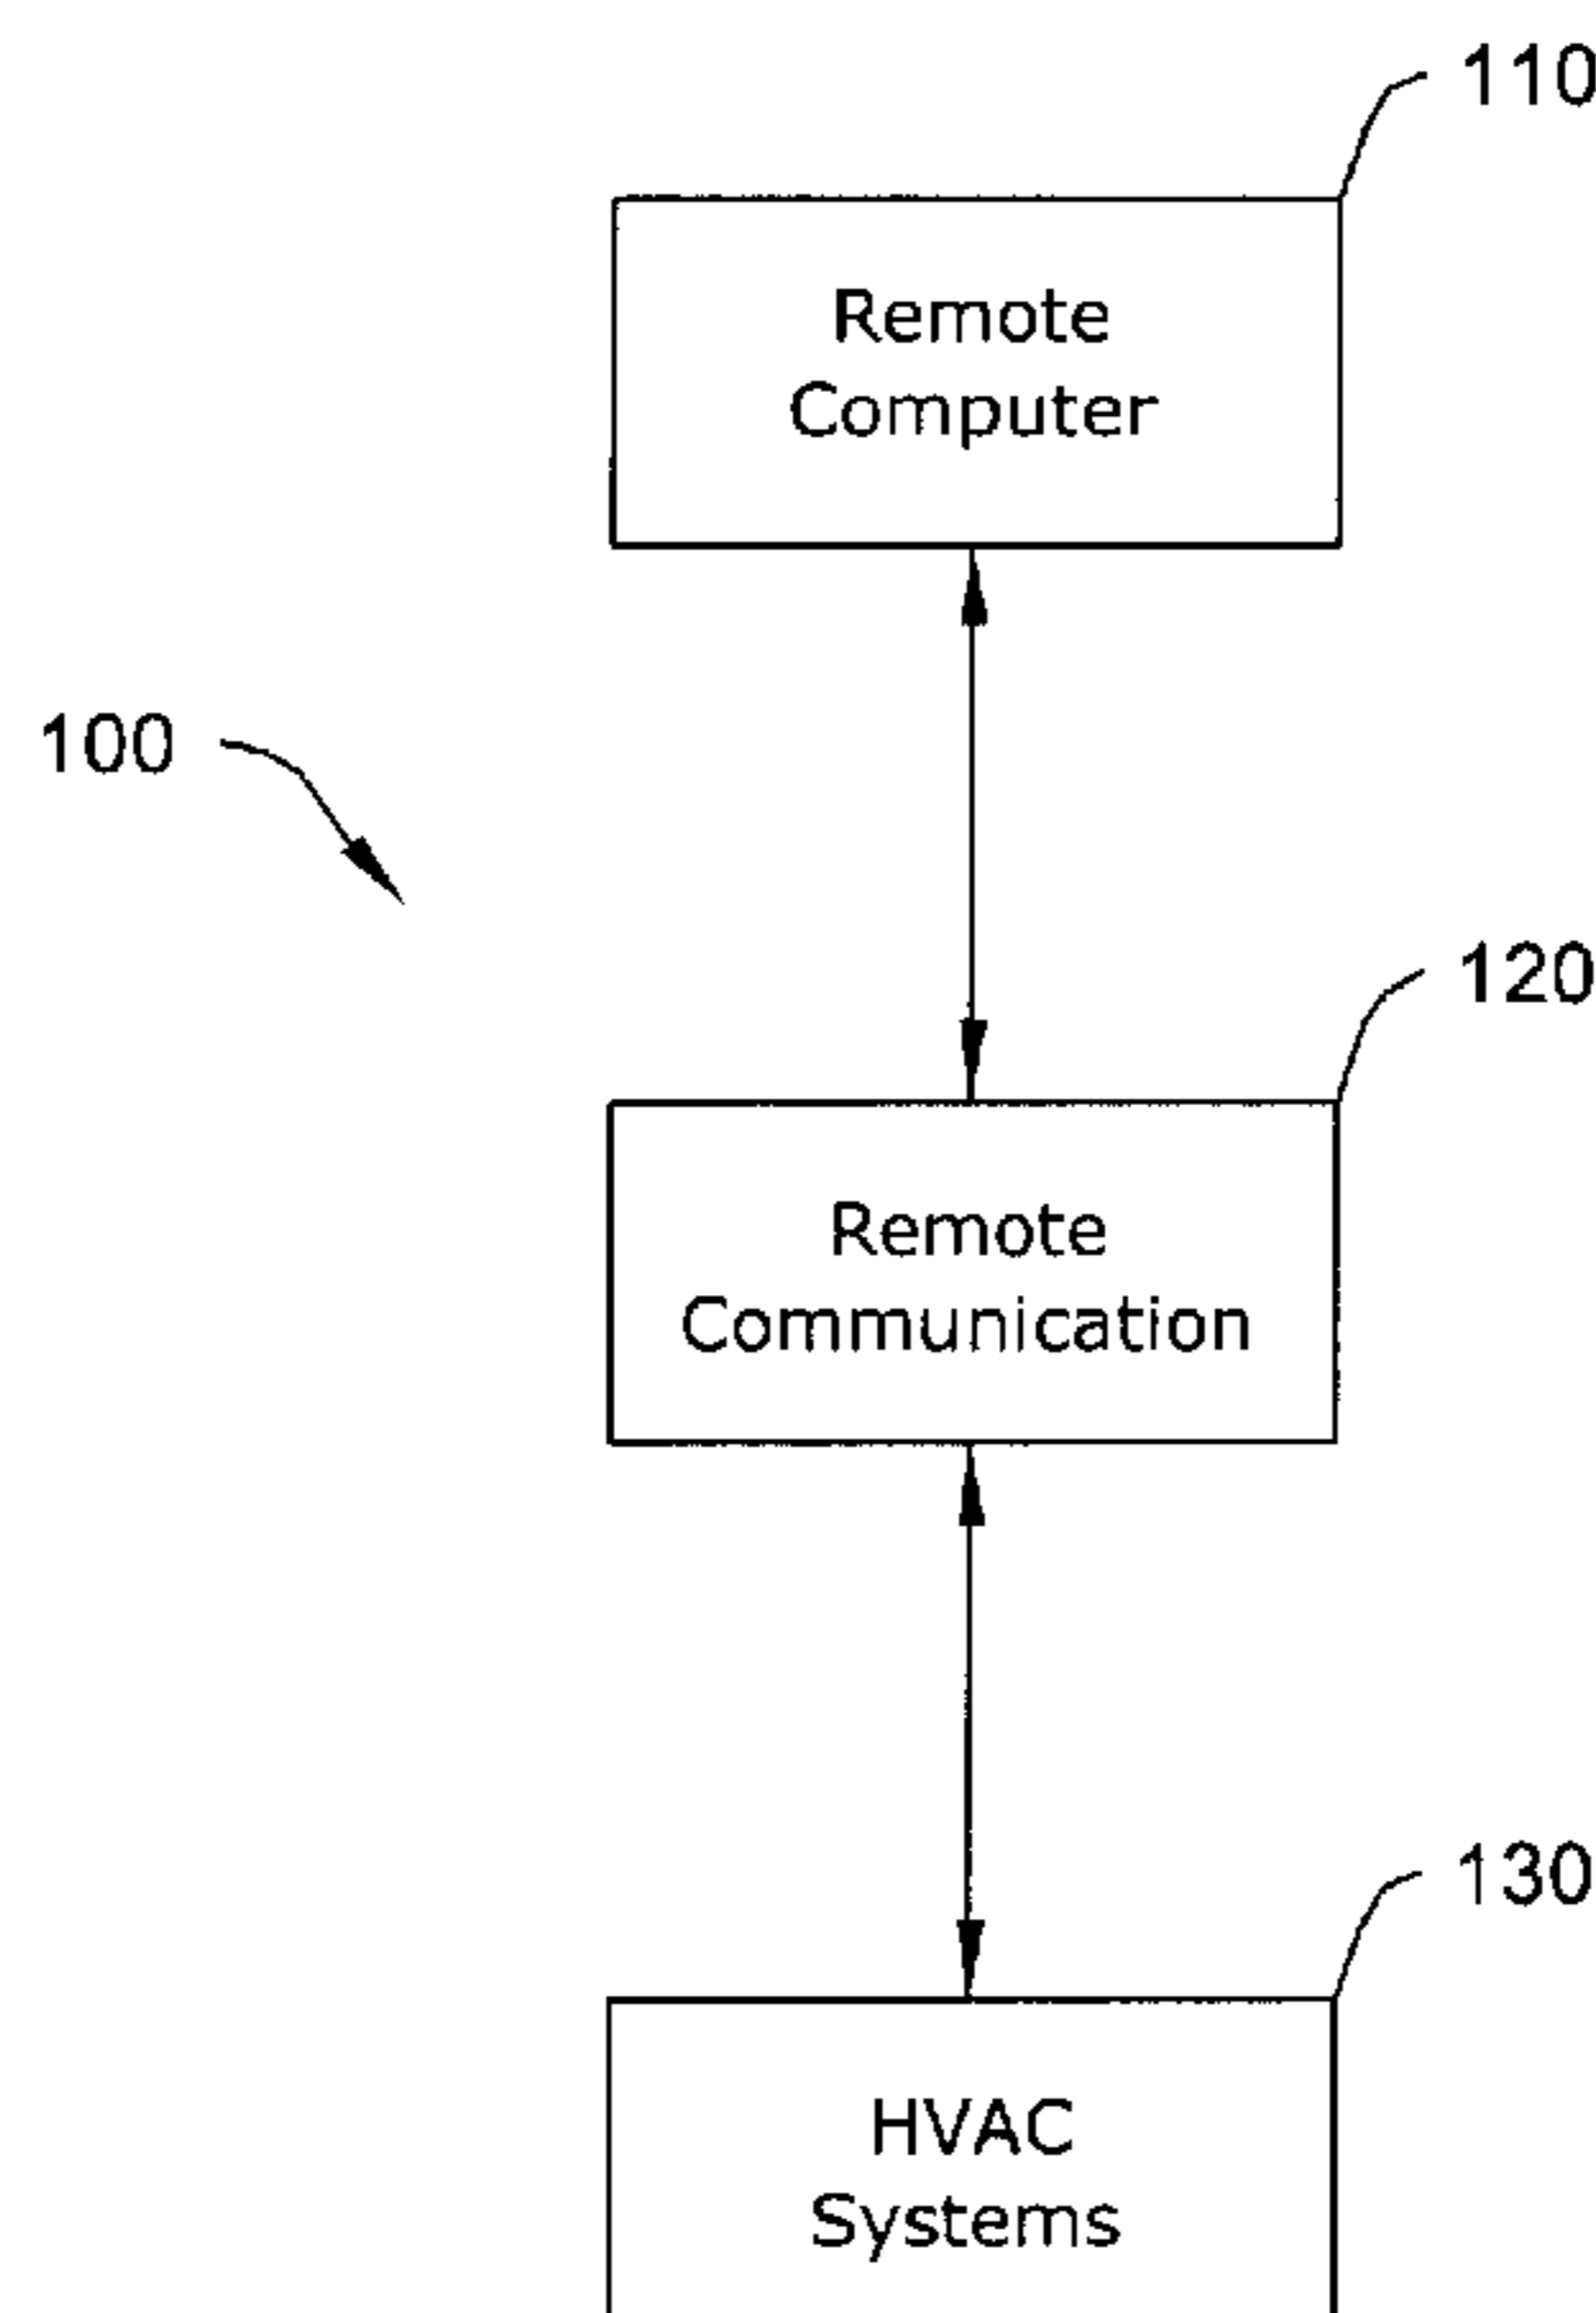 110
Remote
Computer
100
120
Remote
Communication
130
HVAC
Systems